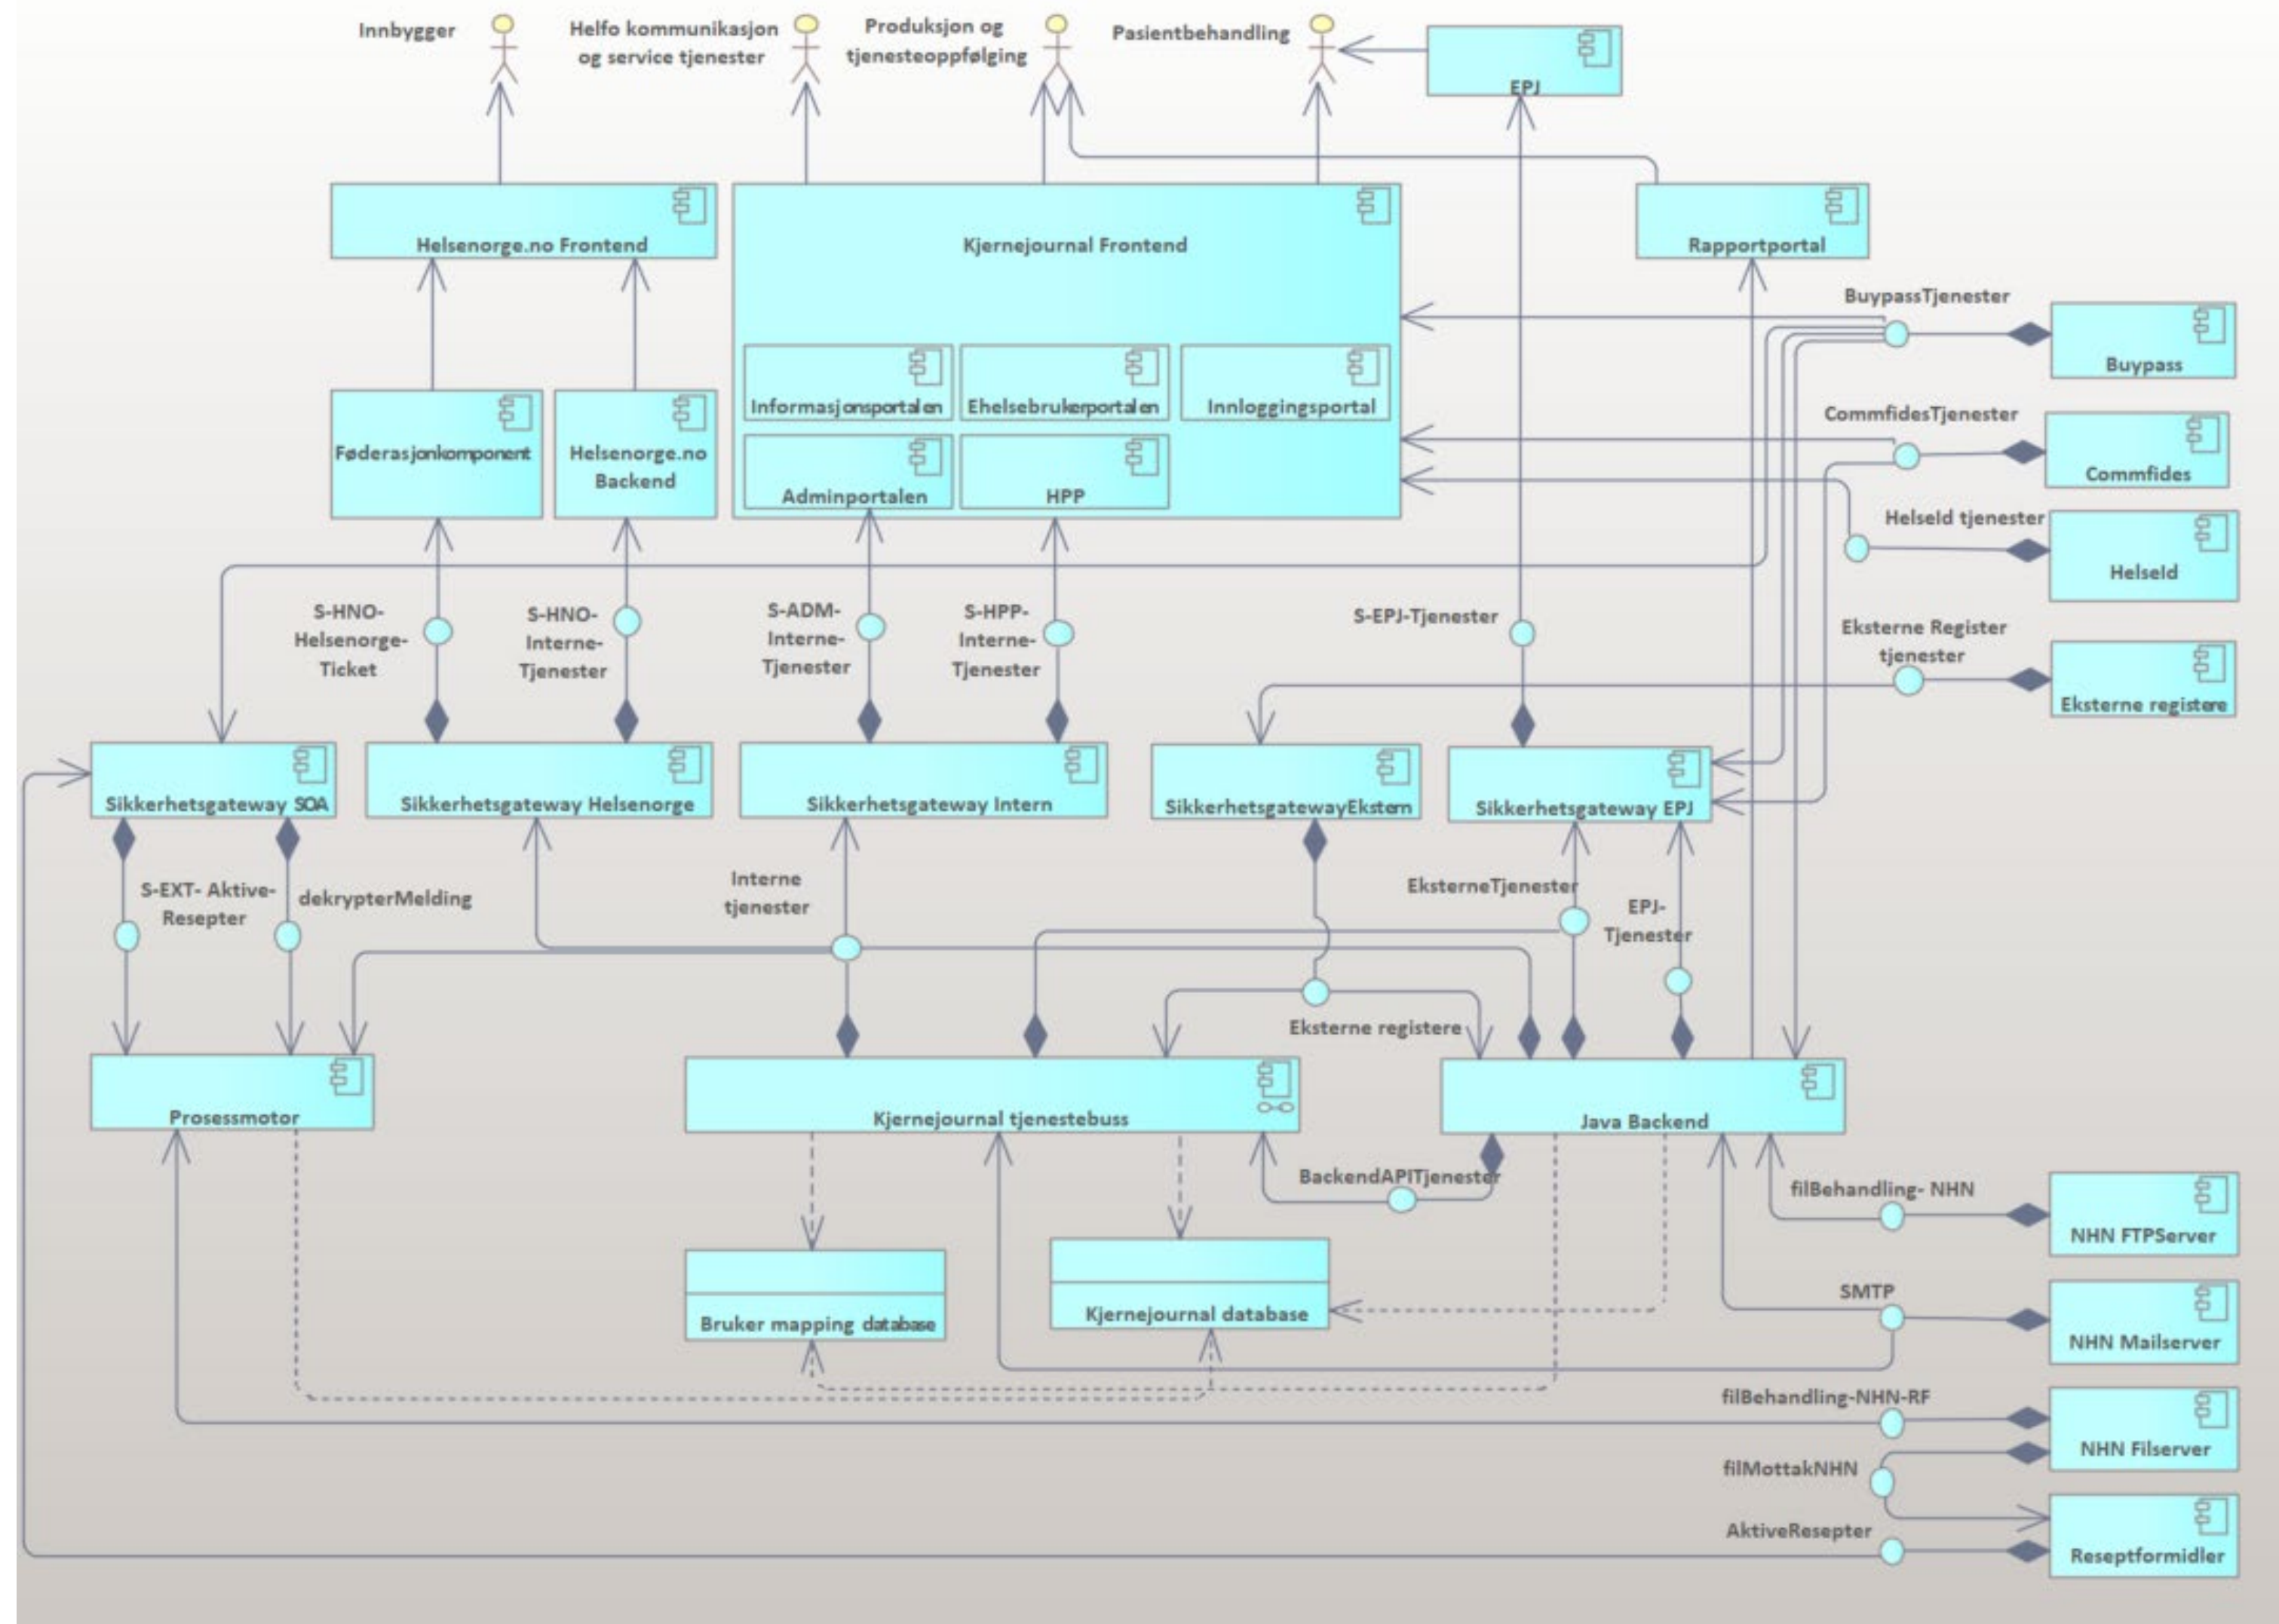 Innbygger
Helfo kommunikasjon
og service tjenester
Produksjon og
tjenesteoppfølging
Pasientbehandling
EPJ
Helsenorge.no Frontend
Kjernejournal Frontend
Rapportportal
BuypassTjenester
Buypass
Informasjonsportalen
Ehelsebrukerportalen
Innloggingsportal
CommfidesTjenester
Commfides
Føderasjonkomponent
Helsenorge.no
Backend
Adminportalen
HPP
HelseId tjenester
HelseId
S-HNO-
Helsenorge-
Ticket
S-HNO-
Interne-
Tjenester
S-ADM-
Interne-
Tjenester
S-HPP-
Interne-
Tjenester
S-EPJ-Tjenester
Eksterne Register
tjenester
Eksterne registere
Sikkerhetsgateway SOA
Sikkerhetsgateway Helsenorge
Sikkerhetsgateway Intern
SikkerhetsgatewayEkstern
Sikkerhetsgateway EPJ
S-EXT- Aktive-
Resepter
dekrypterMelding
Interne
tjenester
EksterneTjenester
EPJ-
Tjenester
Eksterne registere
Prosessmotor
Kjernejournal tjenestebuss
Java Backend
BackendAPITjenester
filBehandling- NHN
NHN FTPServer
Bruker mapping database
Kjernejournal database
SMTP
NHN Mailserver
filBehandling-NHN-RF
NHN Filserver
filMottakNHN
AktiveResepter
Reseptformidler